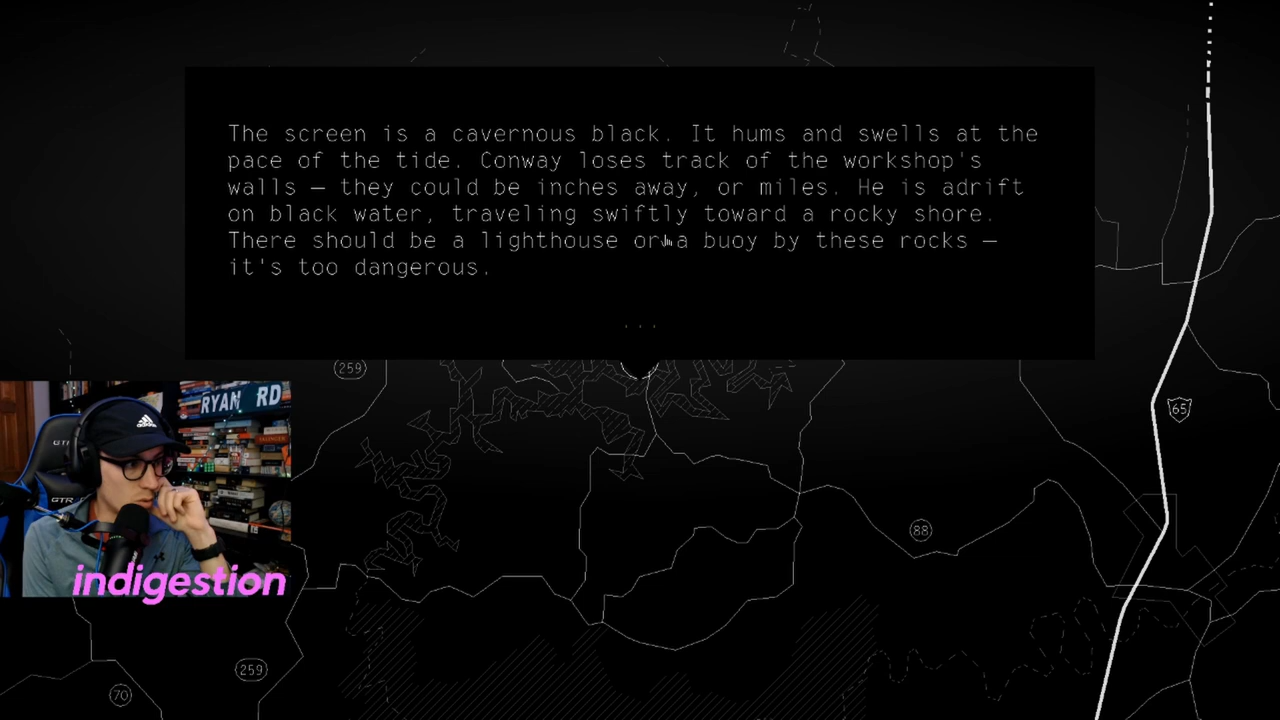 The screen is a cavernous black. It hums and swells at the
pace of the tide. Conway loses track of the workshop's
walls — they could be inches away, or miles. He is adrift
on black water, traveling swiftly toward a rocky shore.
There should be a lighthouse or a buoy by these rocks —
it's too dangerous.
...
259
RYAN RD
65
GTR
88
indigestion
259
70